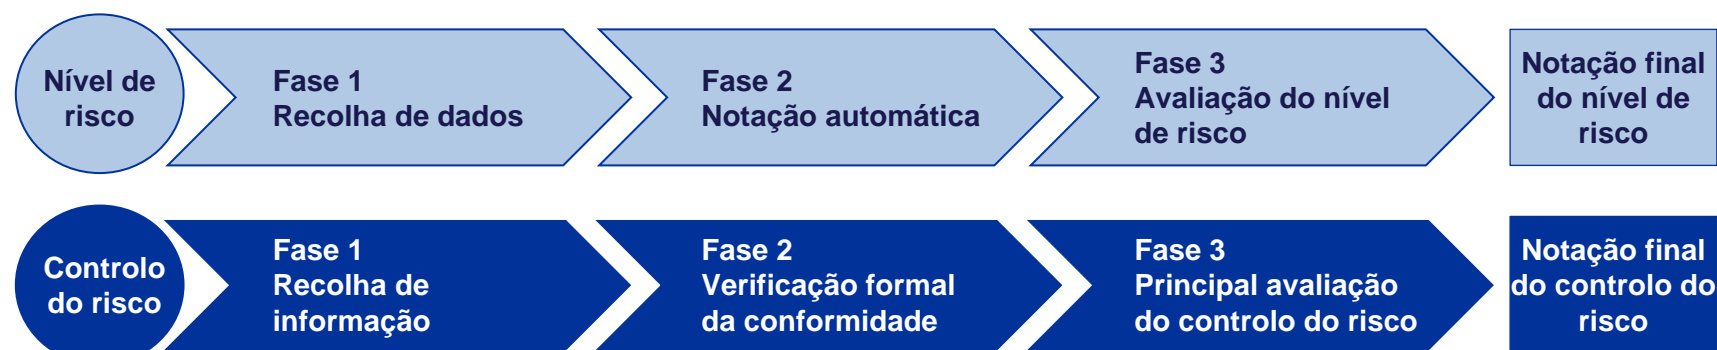 Nível de
risco
Fase 1
Recolha de dados
Fase 2
Notação automática
Fase 3
Avaliação do nível
de risco
Notação final
do nível de
risco
Controlo
do risco
Fase 1
Recolha de
informação
Fase 2
Verificação formal
da conformidade
Fase 3
Principal avaliação
do controlo do risco
Notação final
do controlo do
risco